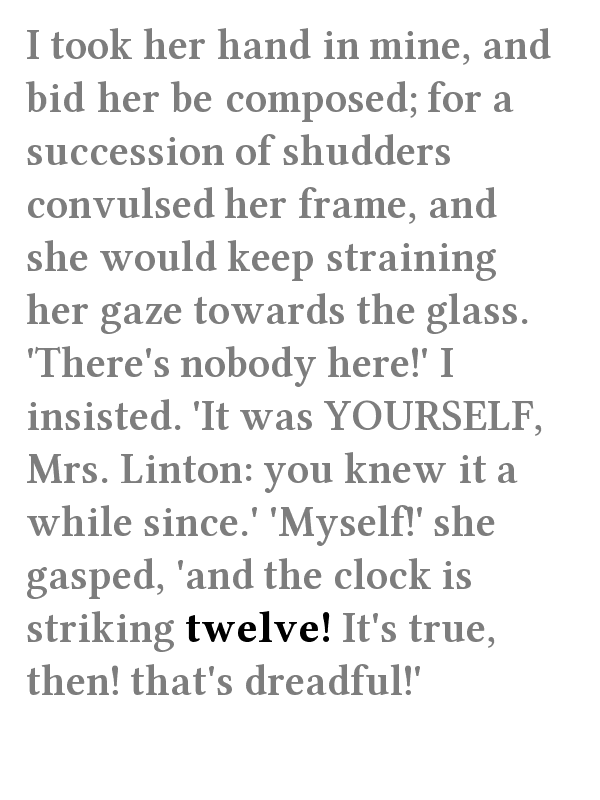 I took her hand in mine, and
bid her be composed; for a
succession of shudders
convulsed her frame, and
she would keep straining
her gaze towards the glass.
'There's nobody here!' I
insisted. 'It was YOURSELF,
Mrs. Linton: you knew it a
while since.' 'Myself!' she
gasped, 'and the clock is
striking twelve! It's true,
then! that's dreadful!'